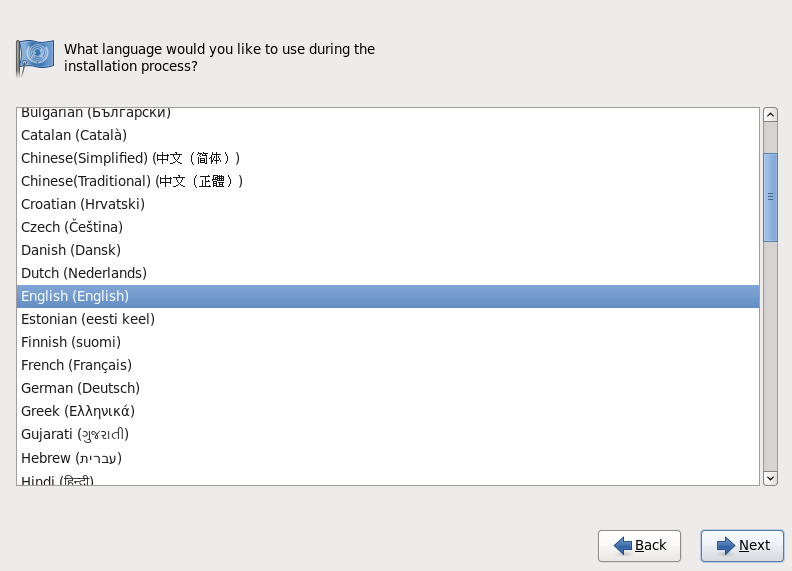 What language would you like to use during the
installation process?
Bulgarian (Български)
Catalan (Català)
Chinese(Simplified) (中文（简体）)
Chinese(Traditional) (中文（正體）)
Croatian (Hrvatski)
Czech (Čeština)
Danish (Dansk)
Dutch (Nederlands)
English (English)
Estonian (eesti keel)
Finnish (suomi)
French (Français)
German (Deutsch)
Greek (Ελληνικά)
Gujarati (ગુજરાતી)
Hebrew (עברית)
Hindi (हिन्दी)
Back
Next